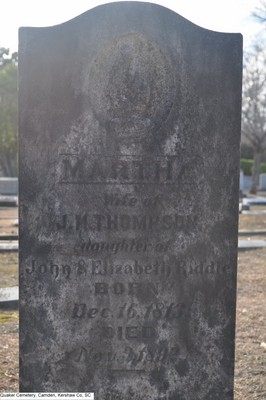 MARTHA
Wife of
J. M. THOMPSON
daughter of
John & Elizabeth Kiddle
BORN
Dec. 16,
DIED
Nov.
Quaker Cemetery, Camden, Kershaw Co, SC